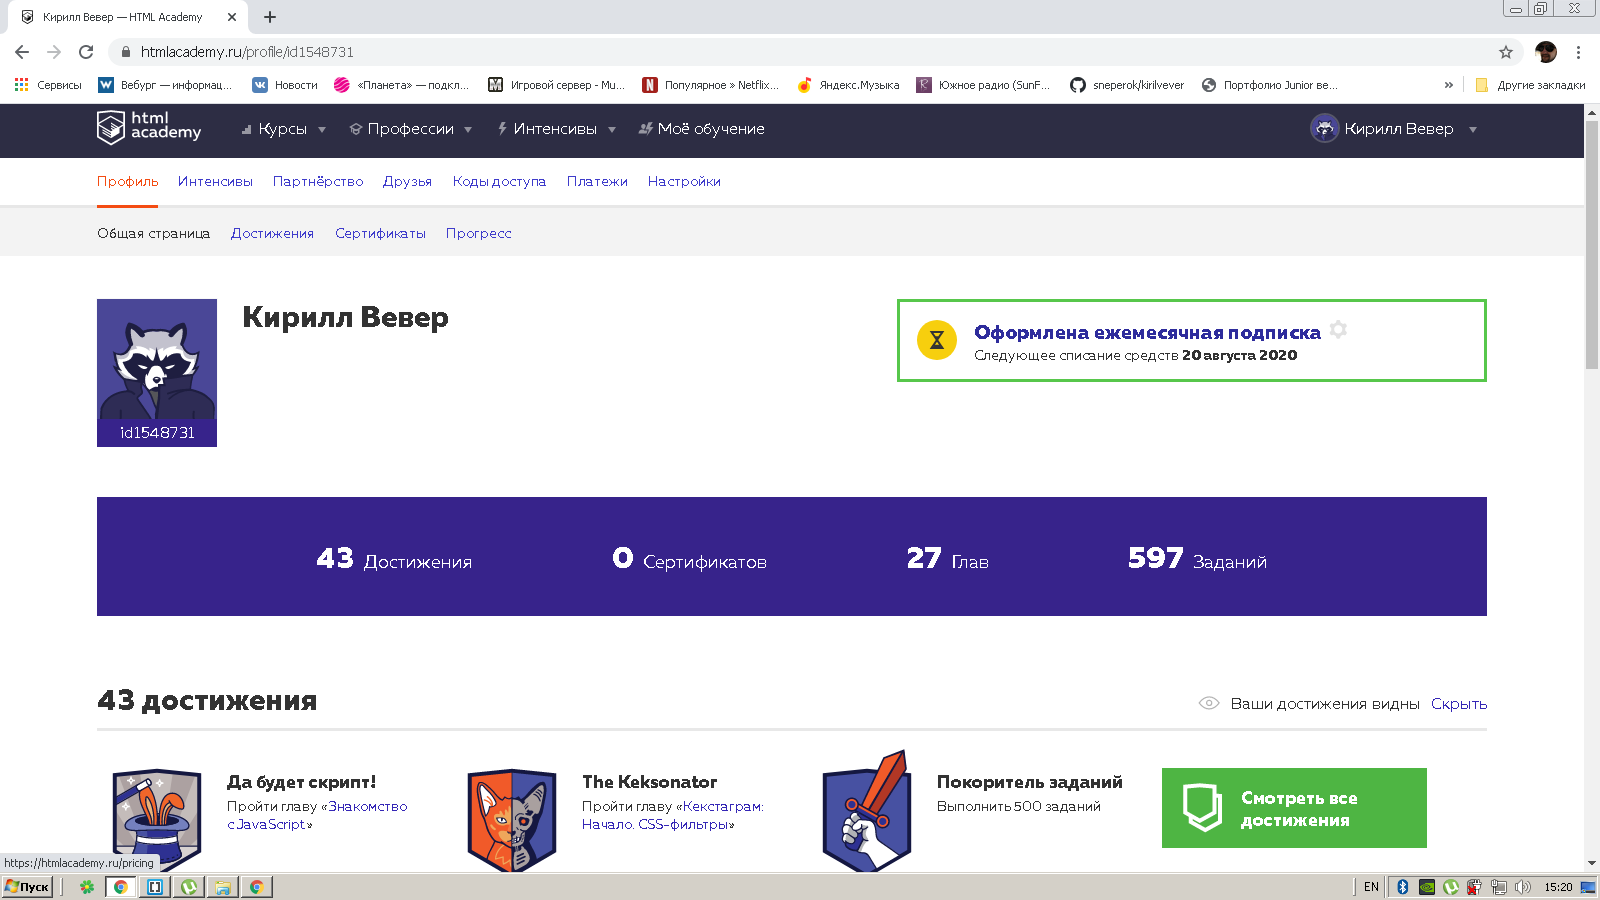 Кирилл Вевер — HTML Academy
htmlacademy.ru/profile/id1548731
Сервисы
Вебург — информац...
Новости
«Планета» — подкл...
Игровой сервер - Mu...
Популярное » Netflix...
Яндекс.Музыка
Южное радио (SunF...
sneperok/kirilvever
Портфолио Junior ве...
»
Другие закладки
html academy
Курсы
Профессии
Интенсивы
Моё обучение
Кирилл Вевер
Профиль
Интенсивы
Партнёрство
Друзья
Коды доступа
Платежи
Настройки
Общая страница
Достижения
Сертификаты
Прогресс
id1548731
Кирилл Вевер
Оформлена ежемесячная подписка
Следующее списание средств 20 августа 2020
43 Достижения
0 Сертификатов
27 Глав
597 Заданий
43 достижения
Ваши достижения видны Скрыть
Да будет скрипт!
Пройти главу «Знакомство
с JavaScript»
The Keksonator
Пройти главу «Кекстаграм:
Начало. CSS-фильтры»
Покоритель заданий
Выполнить 500 заданий
Смотреть все
достижения
https://htmlacademy.ru/pricing
Пуск
EN
15:20